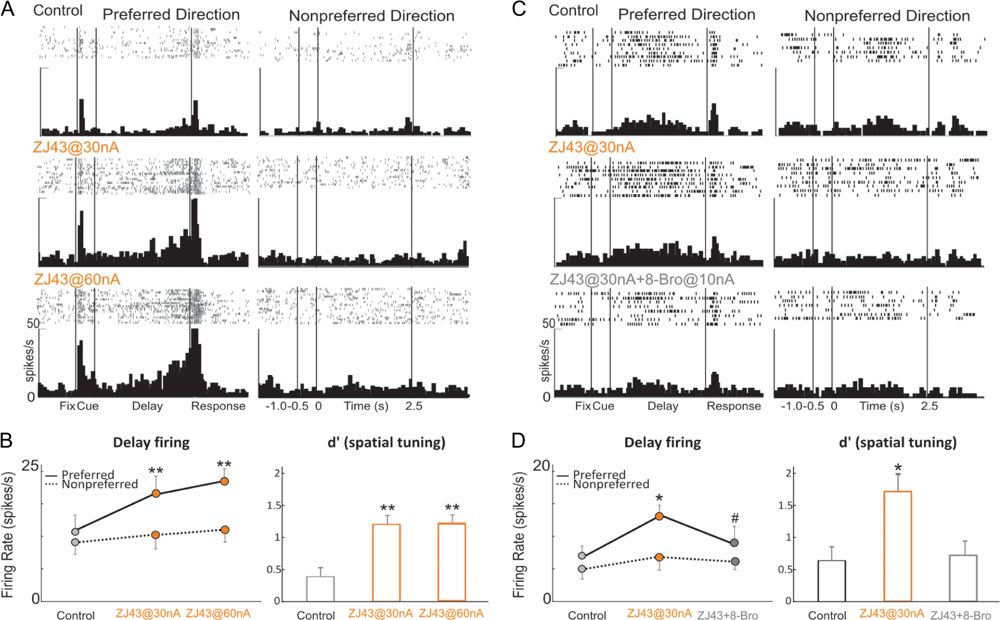 A
Control
Preferred Direction
Nonpreferred Direction
ZJ43@30nA
ZJ43@60nA
50
spikes/s
0
Fix Cue Delay Response
-1.0 -0.5 0 Time (s) 2.5
C
Control
Preferred Direction
Nonpreferred Direction
ZJ43@30nA
ZJ43@30nA+8-Bro@10nA
50
spikes/s
0
Fix Cue Delay Response
-1.0 -0.5 0 Time (s) 2.5
B
Delay firing
25
Firing Rate (spikes/s)
0
Preferred
Nonpreferred
**
**
Control ZJ43@30nA ZJ43@60nA
d' (spatial tuning)
2
1.5
1
0.5
0
**
**
Control ZJ43@30nA ZJ43@60nA
D
Delay firing
20
Firing Rate (spikes/s)
0
Preferred
Nonpreferred
*
#
Control ZJ43@30nA ZJ43+8-Bro
d' (spatial tuning)
2
1.5
1
0.5
0
*
Control ZJ43@30nA ZJ43+8-Bro